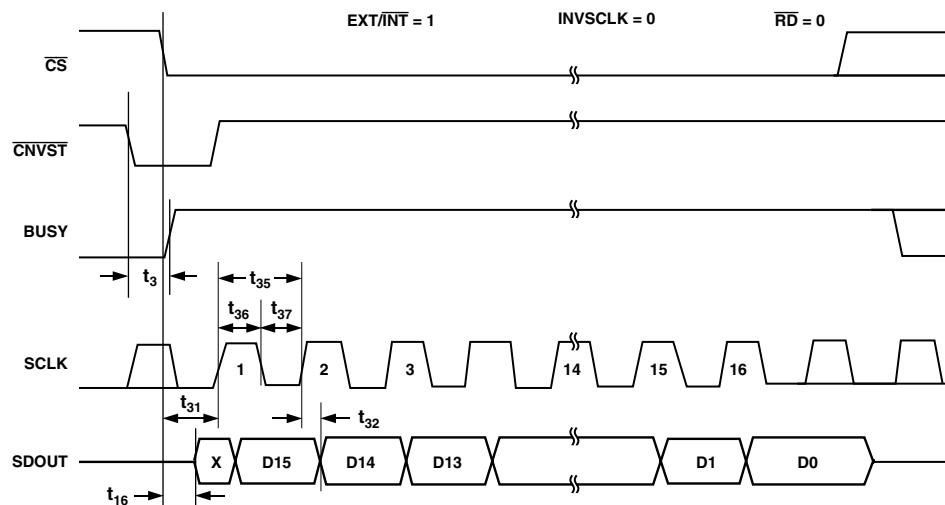 EXT/INT = 1 INVSCLK = 0 RD = 0
CS
CNVST
BUSY
t3
t35
t36 t37
SCLK 1 2 3 14 15 16
t31
t32
SDOUT X D15 D14 D13 D1 D0
t16